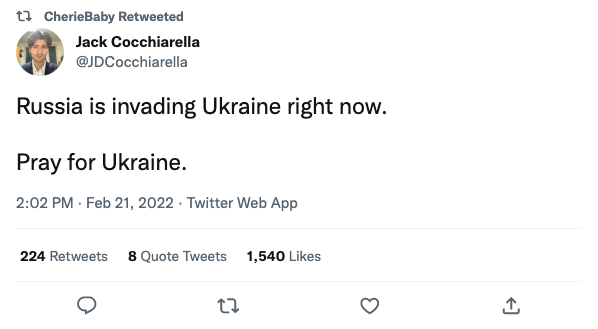 CherieBaby Retweeted
Jack Cocchiarella
@JDCocchiarella
Russia is invading Ukraine right now.
Pray for Ukraine.
2:02 PM · Feb 21, 2022 · Twitter Web App
224 Retweets 8 Quote Tweets 1,540 Likes